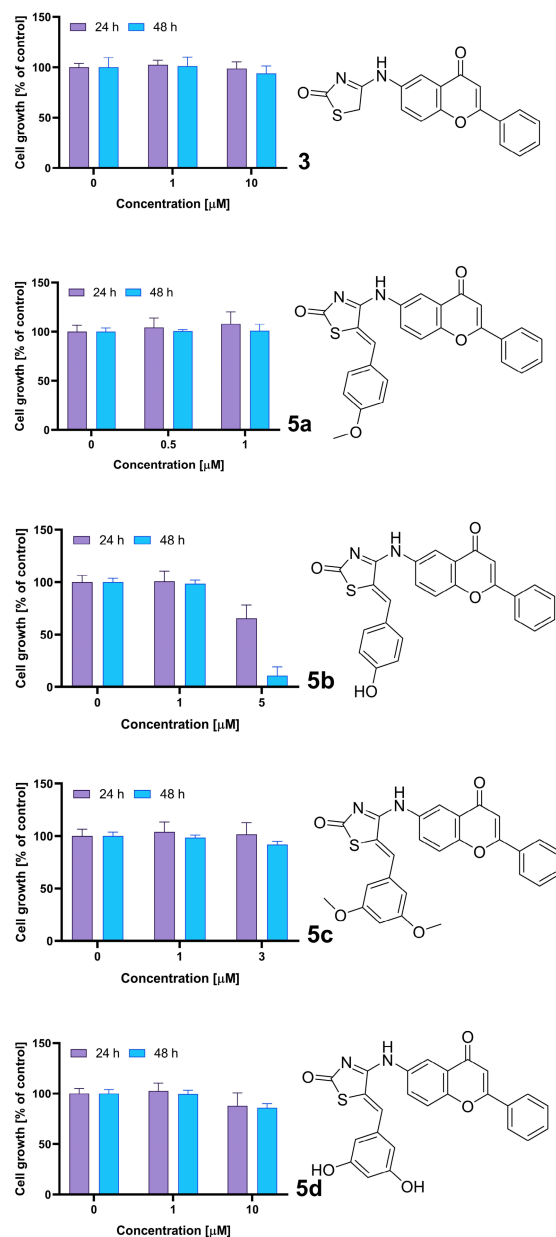 Cell growth [% of control]
150
100
50
0
24 h 48 h
0 1 10
Concentration [µM]
3
O
N
S
H
N
O
O
Cell growth [% of control]
150
100
50
0
24 h 48 h
0 0.5 1
Concentration [µM]
5a
O
N
S
H
N
O
O
O
Cell growth [% of control]
150
100
50
0
24 h 48 h
0 1 5
Concentration [µM]
5b
O
N
S
H
N
O
O
HO
Cell growth [% of control]
150
100
50
0
24 h 48 h
0 1 3
Concentration [µM]
5c
O
N
S
H
N
O
O
O
O
Cell growth [% of control]
150
100
50
0
24 h 48 h
0 1 10
Concentration [µM]
5d
O
N
S
H
N
O
O
HO
OH